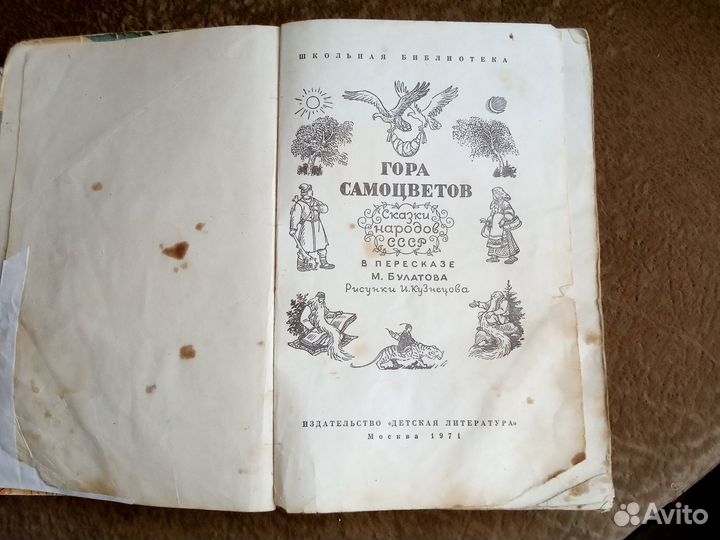 ШКОЛЬНАЯ БИБЛИОТЕКА
ГОРА
САМОЦВЕТОВ
Сказки
народов
СССР
В ПЕРЕСКАЗЕ
М. БУЛАТОВА
Рисунки И. Кузнецова
ИЗДАТЕЛЬСТВО «ДЕТСКАЯ ЛИТЕРАТУРА»
Москва 1971
Avito